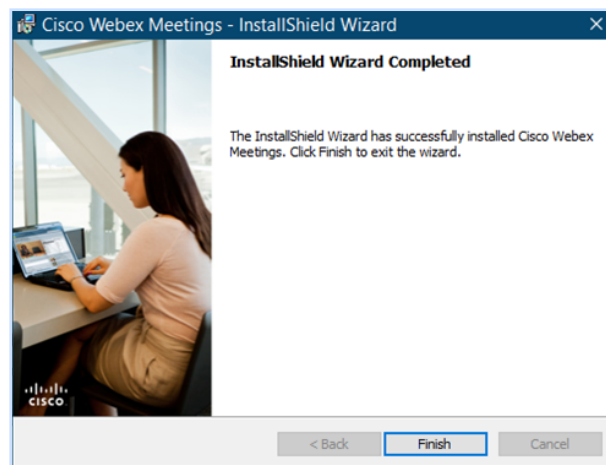 Cisco Webex Meetings - InstallShield Wizard
InstallShield Wizard Completed
The InstallShield Wizard has successfully installed Cisco Webex
Meetings. Click Finish to exit the wizard.
CISCO
< Back
Finish
Cancel